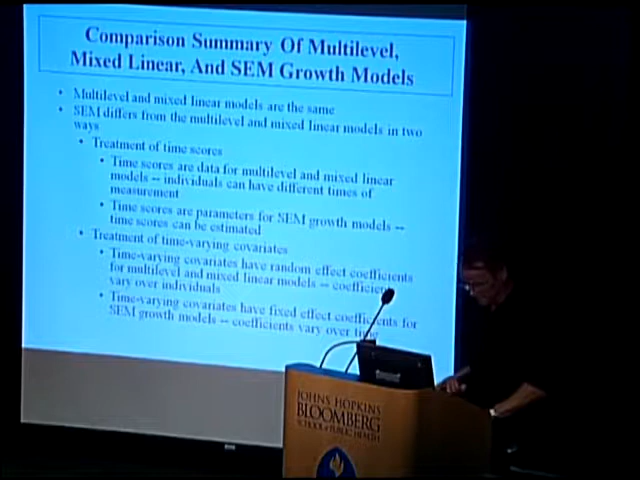 Comparison Summary Of Multilevel,
Mixed Linear, And SEM Growth Models
• Multilevel and mixed linear models are the same
• SEM differs from the multilevel and mixed linear models in two
ways
• Treatment of time scores
• Time scores are data for multilevel and mixed linear
models -- individuals can have different times of
measurement
• Time scores are parameters for SEM growth models --
time scores can be estimated
• Treatment of time-varying covariates
• Time-varying covariates have random effect coefficients
for multilevel and mixed linear models -- coefficients
vary over individuals
• Time-varying covariates have fixed effect coefficients for
SEM growth models -- coefficients vary over time
JOHNS HOPKINS
BLOOMBERG
SCHOOL of PUBLIC HEALTH